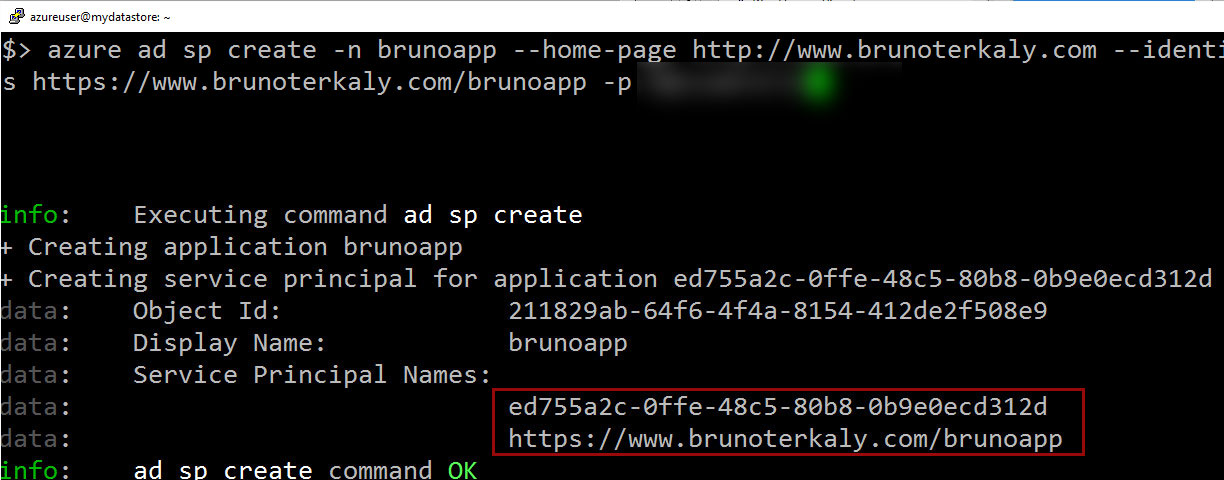 azureuser@mydatastore: ~
$> azure ad sp create -n brunoapp --home-page http://www.brunoterkaly.com --identi
s https://www.brunoterkaly.com/brunoapp -p
info: Executing command ad sp create
+ Creating application brunoapp
+ Creating service principal for application ed755a2c-0ffe-48c5-80b8-0b9e0ecd312d
data: Object Id: 211829ab-64f6-4f4a-8154-412de2f508e9
data: Display Name: brunoapp
data: Service Principal Names:
data: ed755a2c-0ffe-48c5-80b8-0b9e0ecd312d
data: https://www.brunoterkaly.com/brunoapp
info: ad sp create command OK